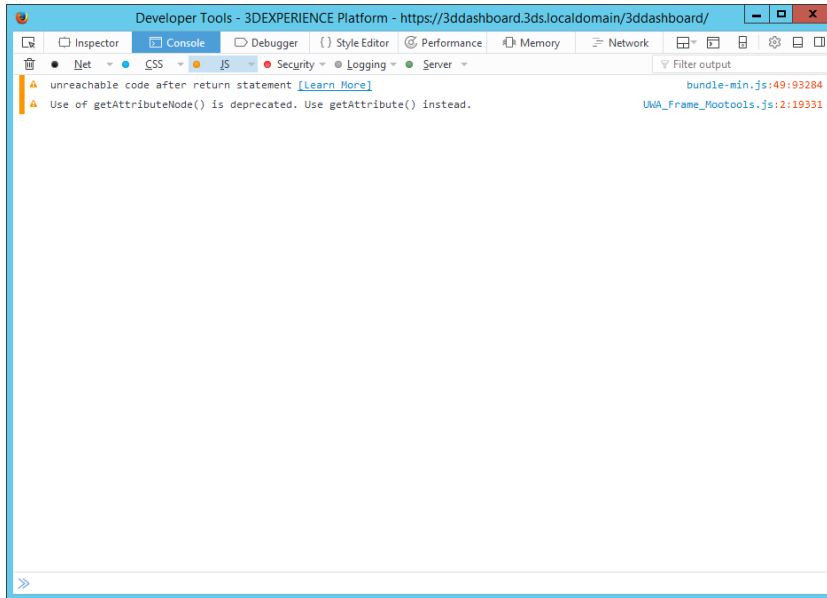 Developer Tools - 3DEXPERIENCE Platform - https://3ddashboard.3ds.localdomain/3ddashboard/
Inspector Console Debugger { } Style Editor Performance Memory Network
Net CSS JS Security Logging Server Filter output
unreachable code after return statement [Learn More] bundle-min.js:49:93284
Use of getAttributeNode() is deprecated. Use getAttribute() instead. UWA_Frame_Mootools.js:2:19331